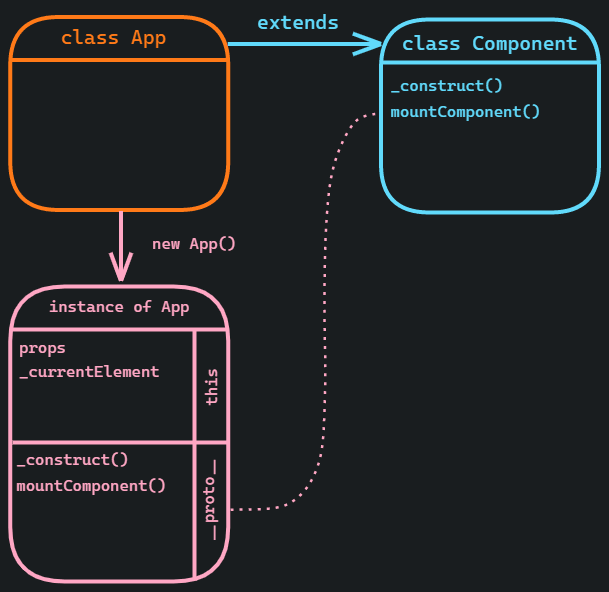 class App
extends
class Component
_construct()
mountComponent()
new App()
instance of App
props
_currentElement
this
_construct()
mountComponent()
__proto__